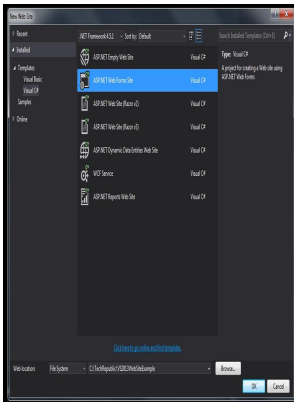 New Web Site
Recent
.NET Framework 4.5.1
Sort by: Default
Search Installed Templates (Ctrl+E)
Installed
Templates
Visual Basic
Visual C#
Samples
Online
ASP.NET Empty Web Site
Visual C#
ASP.NET Web Forms Site
Visual C#
ASP.NET Web Site (Razor v2)
Visual C#
ASP.NET Web Site (Razor v3)
Visual C#
ASP.NET Dynamic Data Entities Web Site
Visual C#
WCF Service
Visual C#
ASP.NET Reports Web Site
Visual C#
Type: Visual C#
A project for creating a Web site using
ASP.NET Web Forms
Click here to go online and find templates.
Web location:
File System
C:\TechRepublic\VS2013WebSiteExample
Browse...
OK
Cancel